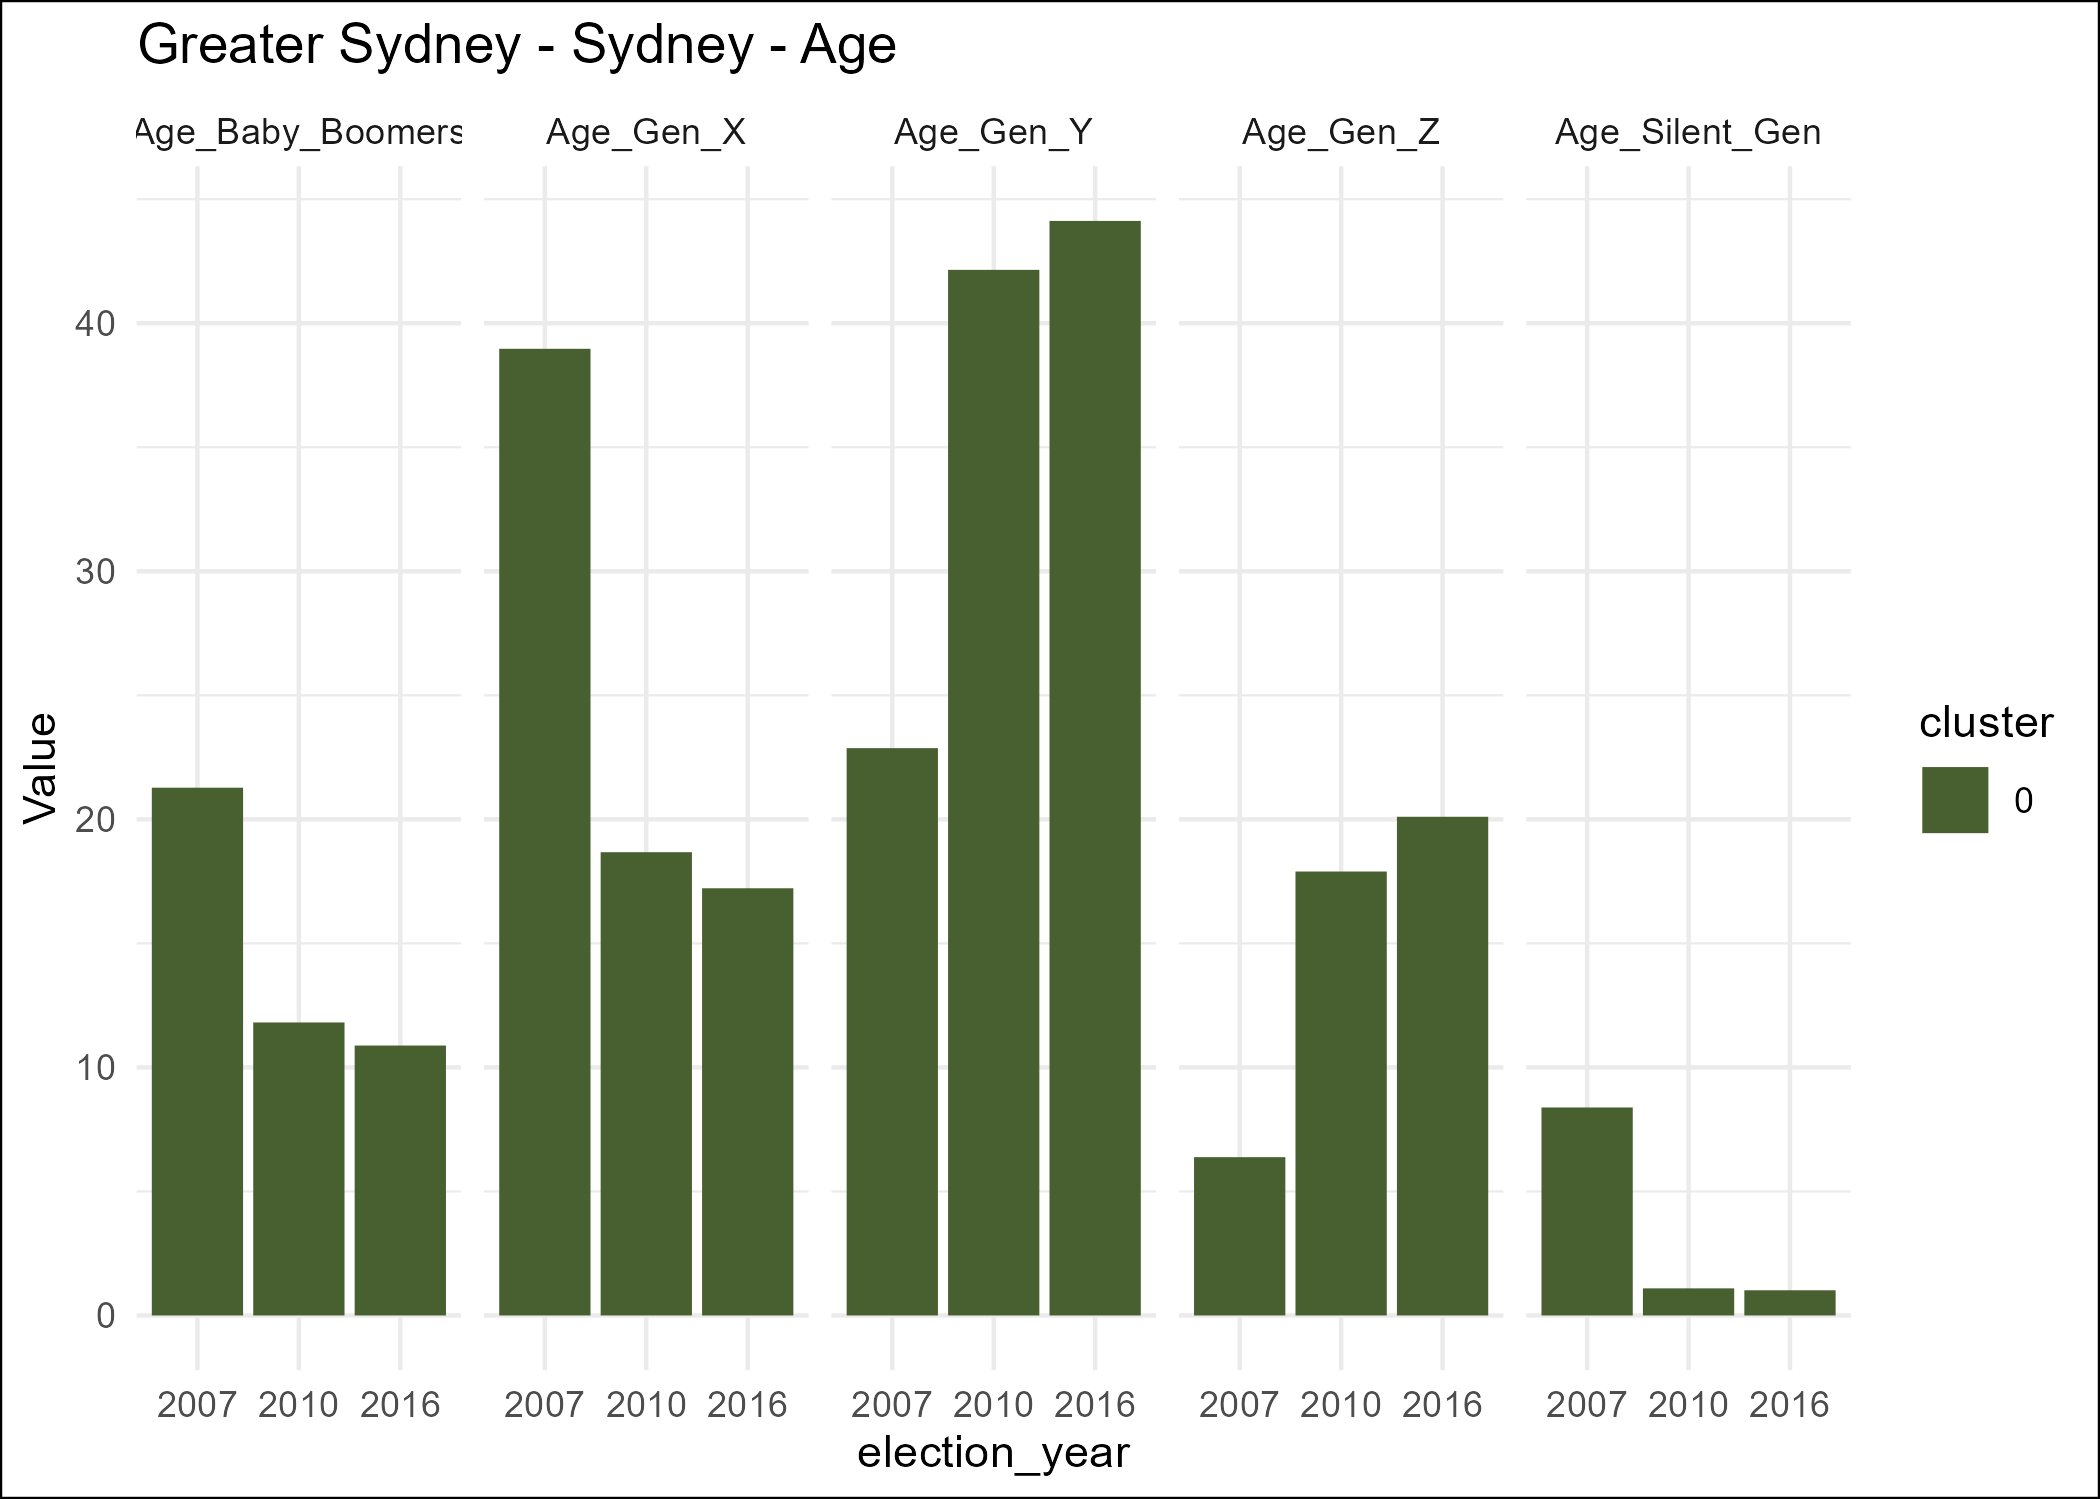 Greater Sydney - Sydney - Age
Age_Baby_Boomers Age_Gen_X Age_Gen_Y Age_Gen_Z Age_Silent_Gen
40
30
20
10
0
Value
cluster
0
2007 2010 2016 2007 2010 2016 2007 2010 2016 2007 2010 2016 2007 2010 2016
election_year